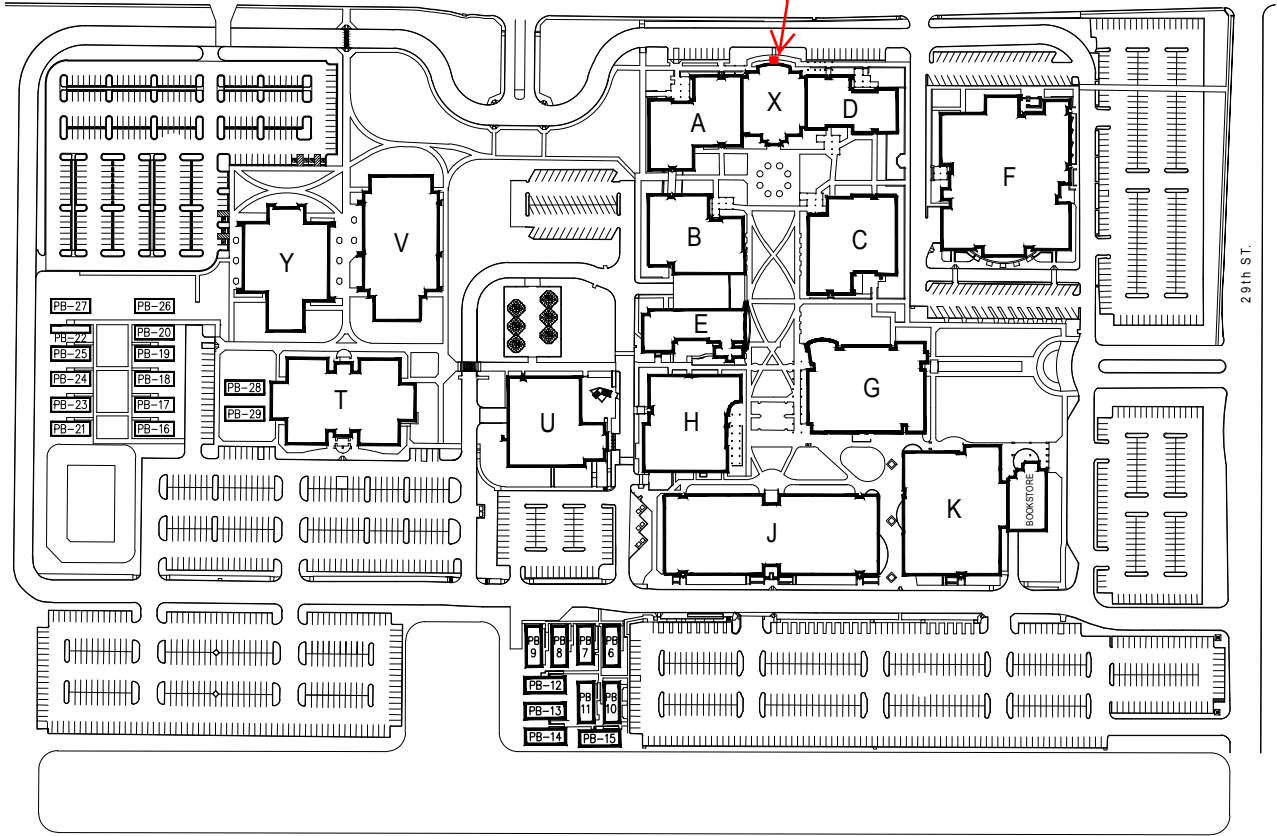 X
D
A
F
B
C
V
Y
29th ST.
PB-27
PB-26
PB-22
PB-20
PB-25
PB-19
E
PB-24
PB-18
PB-28
T
G
PB-23
PB-17
PB-29
U
H
PB-21
PB-16
BOOKSTORE
K
J
PB
9
PB
8
PB
7
PB
6
PB-12
PB
11
PB
10
PB-13
PB-14
PB-15